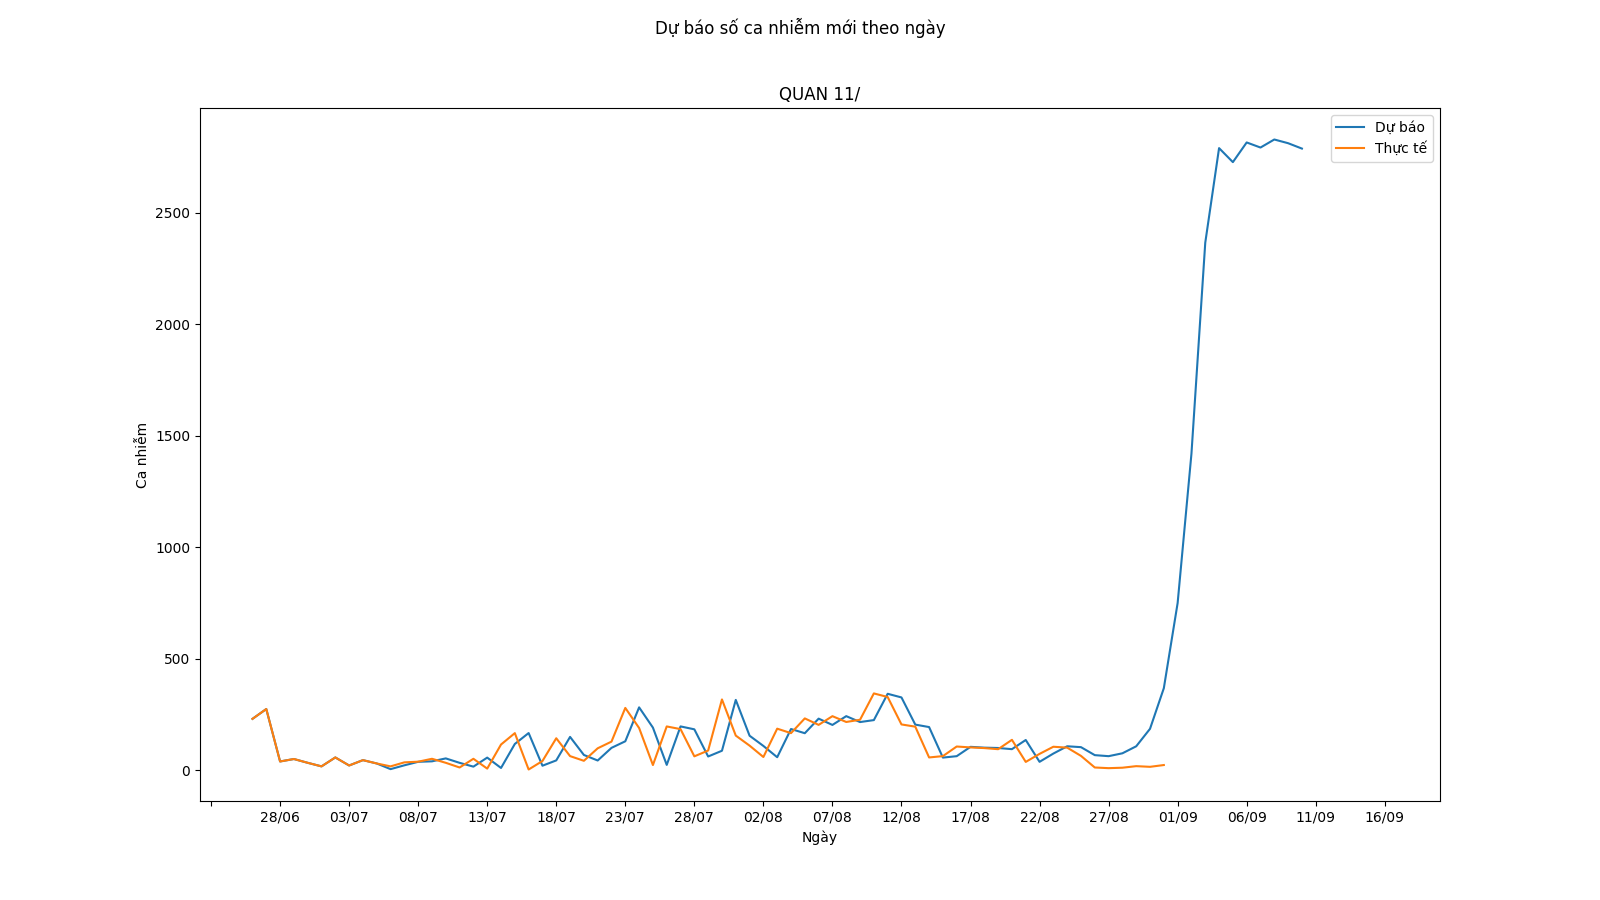 Dự báo số ca nhiễm mới theo ngày
QUAN 11/
Dự báo
Thực tế
Ca nhiễm
2500
2000
1500
1000
500
0
28/06 03/07 08/07 13/07 18/07 23/07 28/07 02/08 07/08 12/08 17/08 22/08 27/08 01/09 06/09 11/09 16/09
Ngày